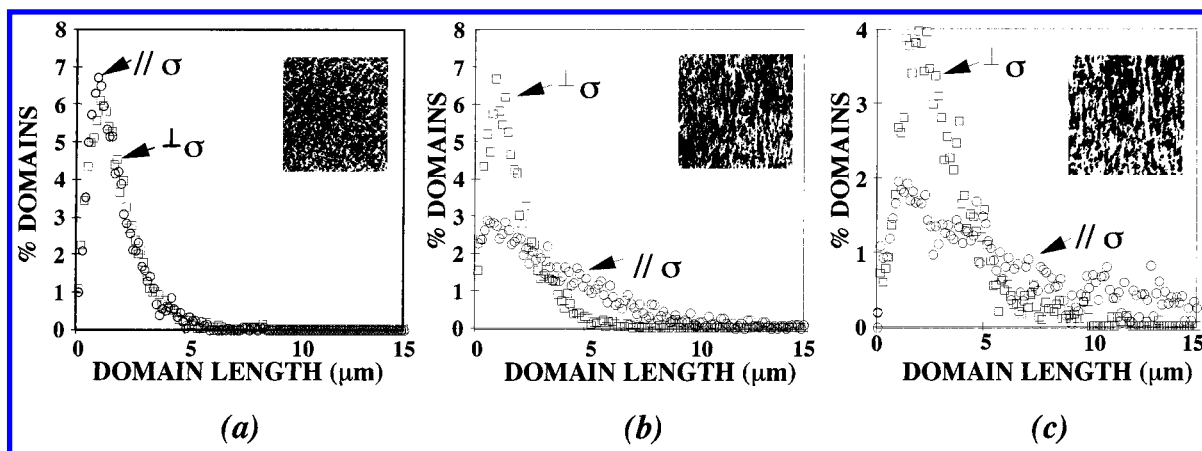 8
7
6
5
4
3
2
1
0
% DOMAINS
// σ
⊥ σ
0 5 10 15
DOMAIN LENGTH (μm)
(a)
8
7
6
5
4
3
2
1
0
% DOMAINS
⊥ σ
// σ
0 5 10 15
DOMAIN LENGTH (μm)
(b)
4
3
2
1
0
% DOMAINS
⊥ σ
// σ
0 5 10 15
DOMAIN LENGTH (μm)
(c)